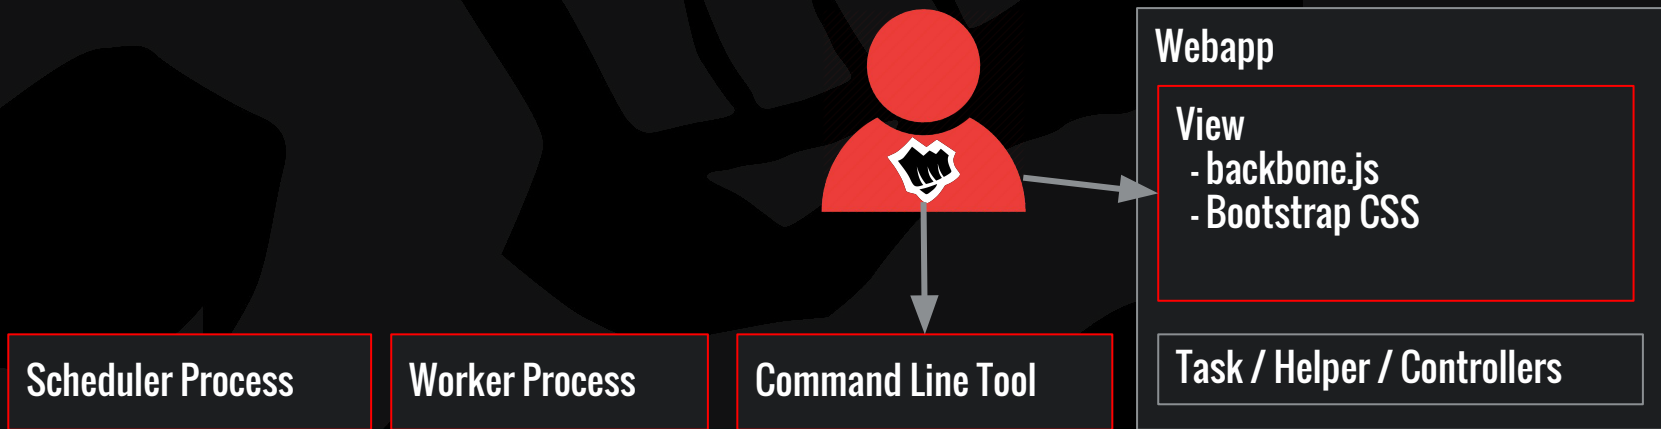 Webapp
View
- backbone.js
- Bootstrap CSS
Scheduler Process
Worker Process
Command Line Tool
Task / Helper / Controllers